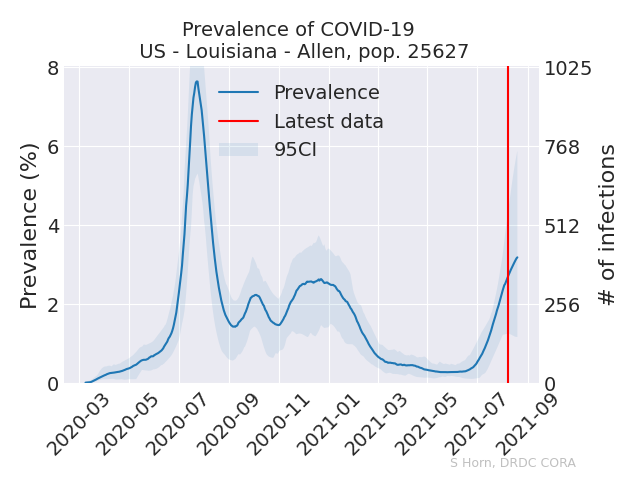 Prevalence of COVID-19
US - Louisiana - Allen, pop. 25627
Prevalence (%)
8
6
4
2
0
Prevalence
Latest data
95CI
1025
768
512
256
0
# of infections
2020-03
2020-05
2020-07
2020-09
2020-11
2021-01
2021-03
2021-05
2021-07
2021-09
S Horn, DRDC CORA